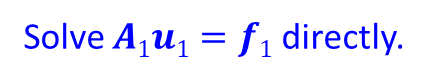 Solve A₁u₁ = f₁ directly.